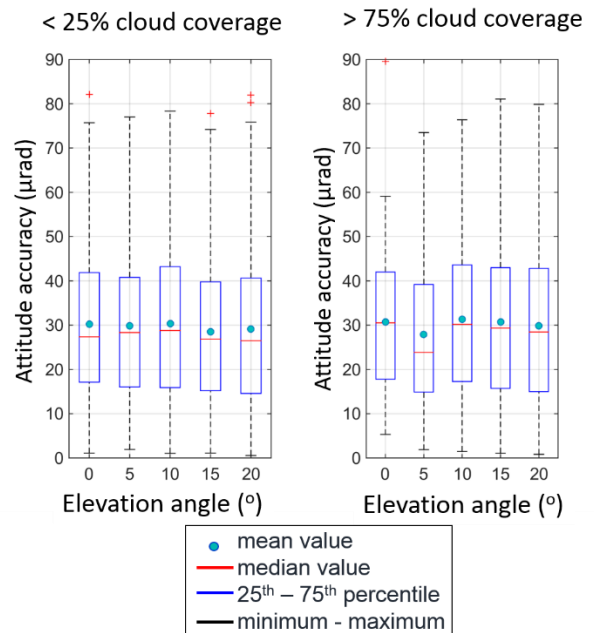 < 25% cloud coverage
> 75% cloud coverage
Attitude accuracy (µrad)
90
80
70
60
50
40
30
20
10
0
0 5 10 15 20
Elevation angle (º)
Attitude accuracy (µrad)
90
80
70
60
50
40
30
20
10
0
0 5 10 15 20
Elevation angle (º)
mean value
median value
25th – 75th percentile
minimum - maximum